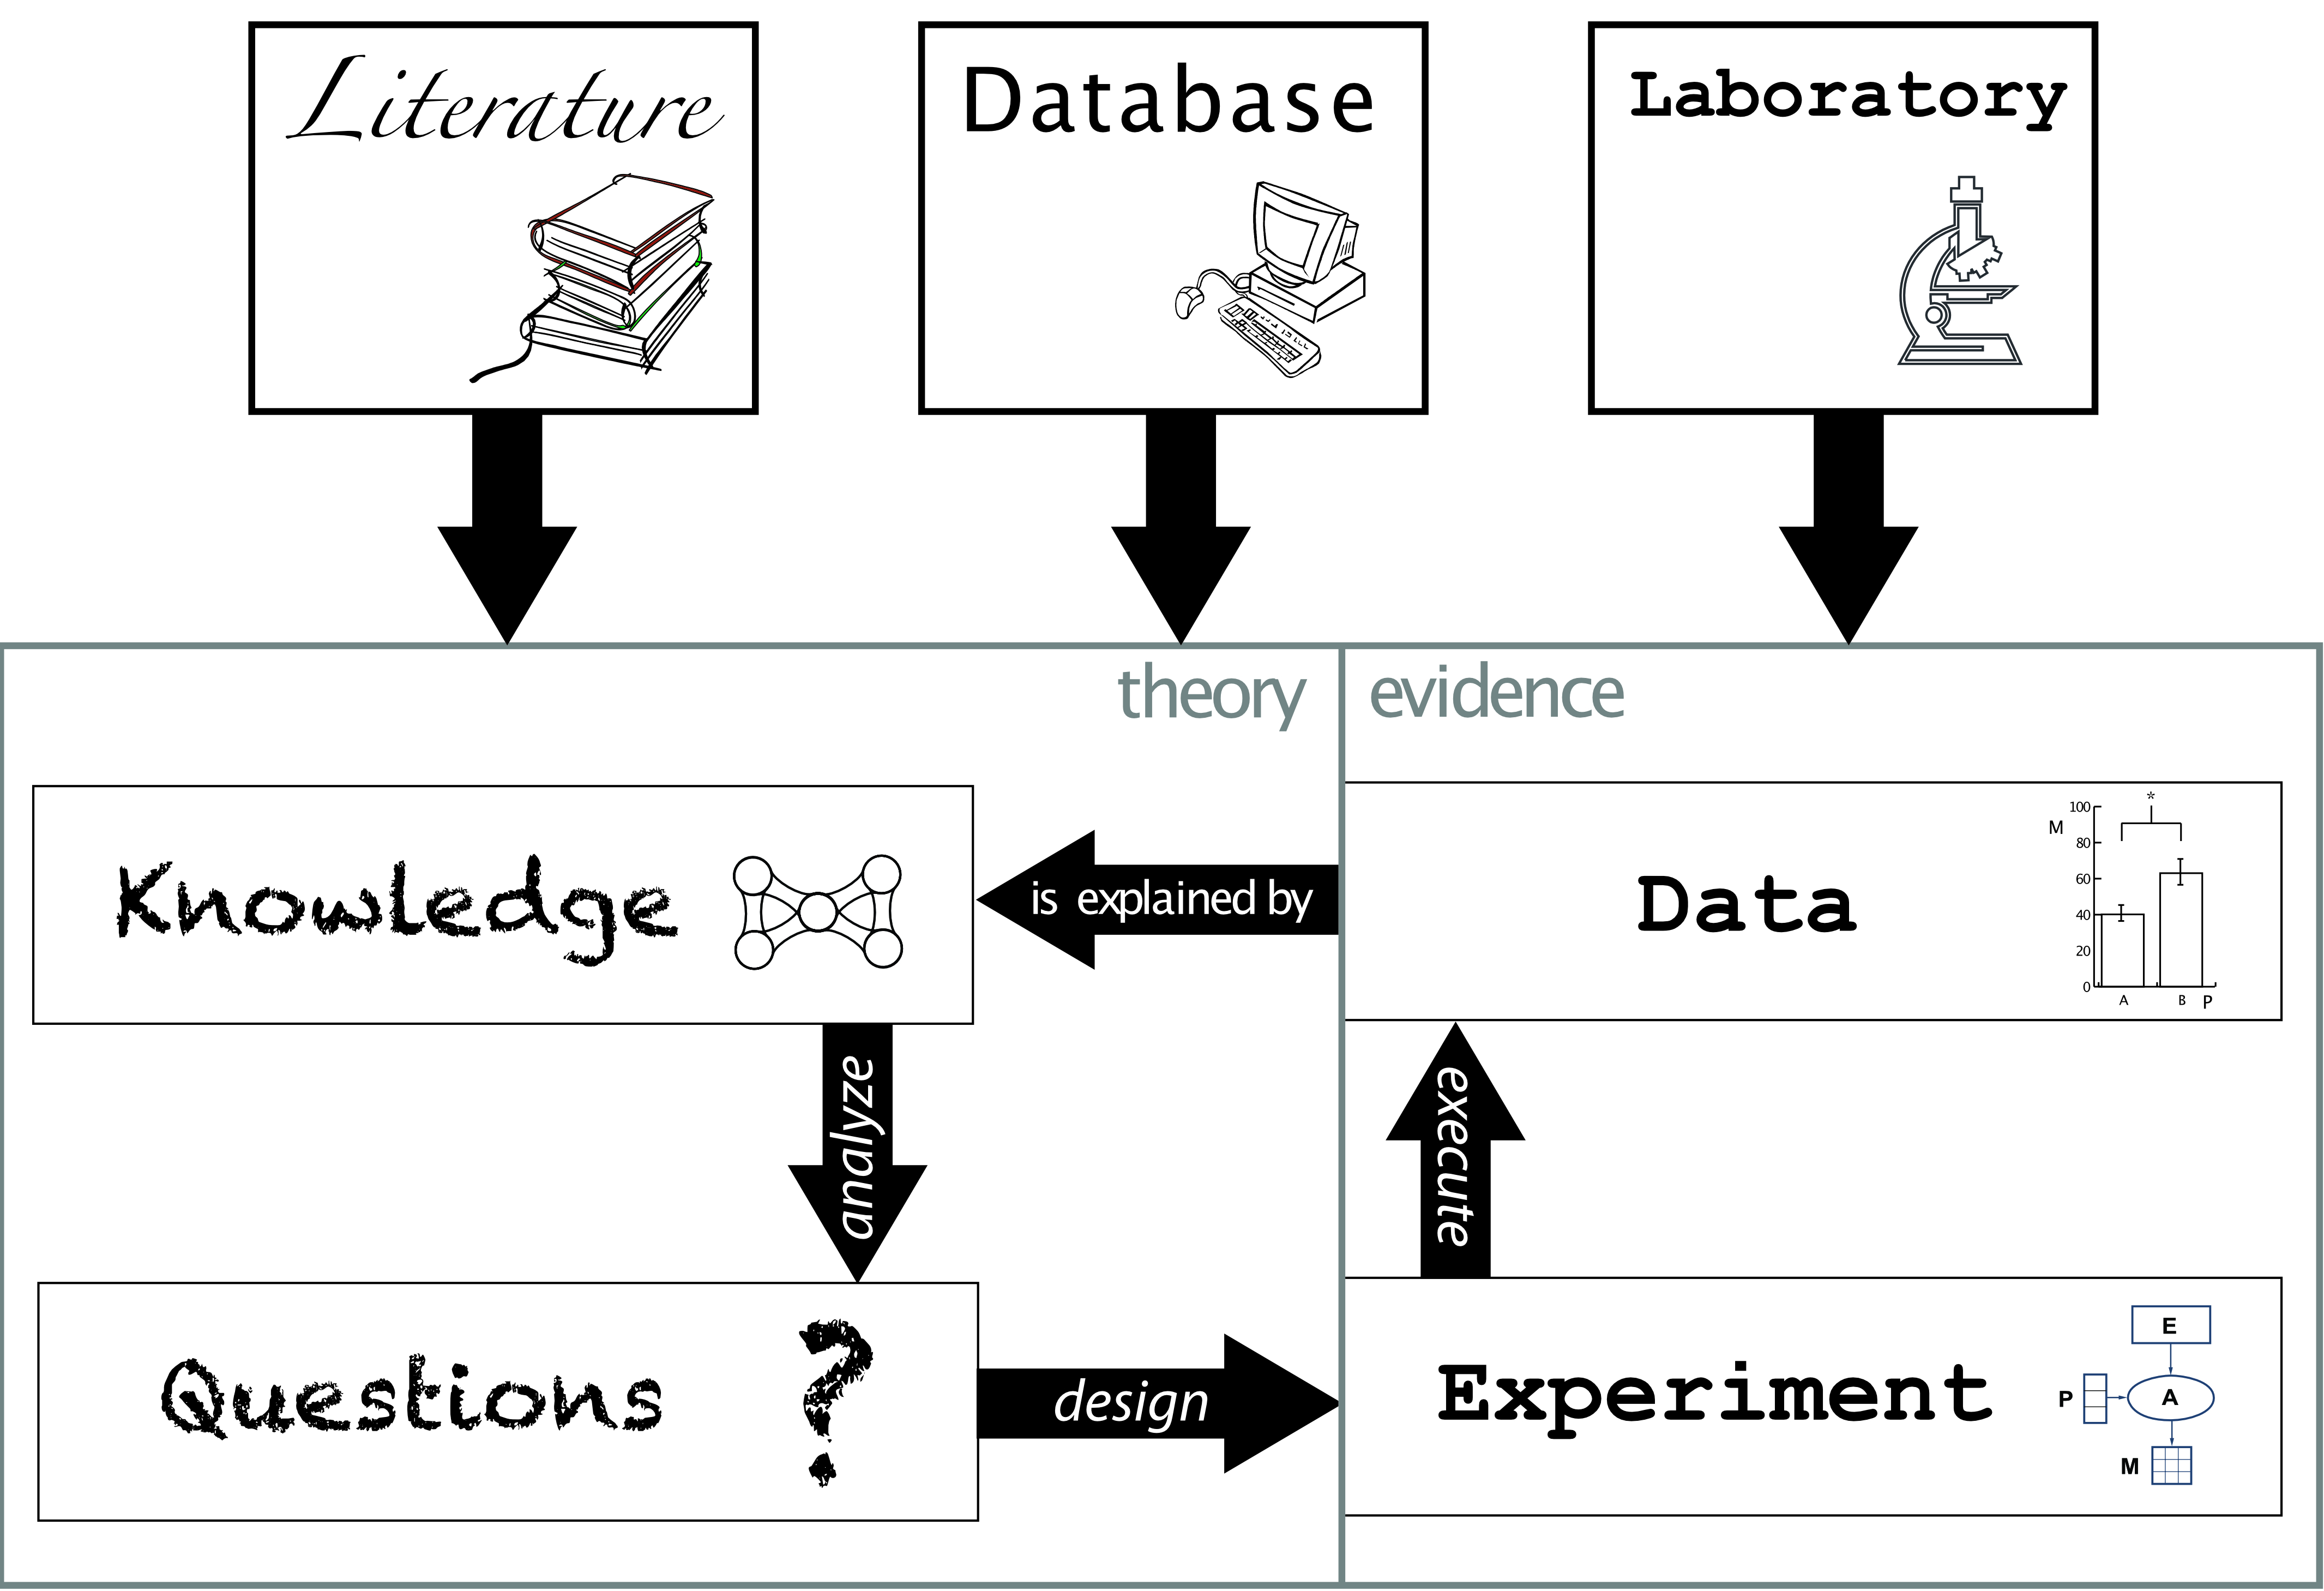 Literature
Database
Laboratory
theory
evidence
Knowledge
is explained by
Data
*
M
100
80
60
40
20
0
A
B
P
analyze
execute
Questions
?
design
Experiment
E
P
A
M